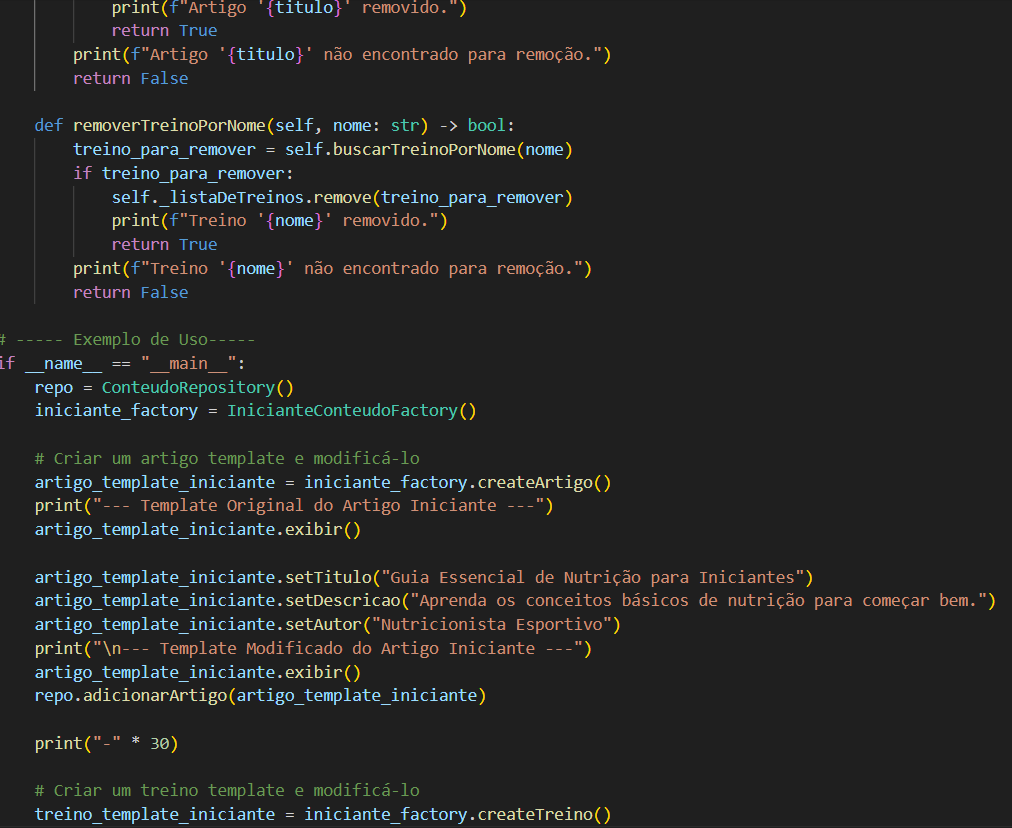 print(f"Artigo '{titulo}' removido.")
            return True
        print(f"Artigo '{titulo}' não encontrado para remoção.")
        return False

    def removerTreinoPorNome(self, nome: str) -> bool:
        treino_para_remover = self.buscarTreinoPorNome(nome)
        if treino_para_remover:
            self._listaDeTreinos.remove(treino_para_remover)
            print(f"Treino '{nome}' removido.")
            return True
        print(f"Treino '{nome}' não encontrado para remoção.")
        return False

# ----- Exemplo de Uso-----
if __name__ == "__main__":
    repo = ConteudoRepository()
    iniciante_factory = InicianteConteudoFactory()

    # Criar um artigo template e modificá-lo
    artigo_template_iniciante = iniciante_factory.createArtigo()
    print("--- Template Original do Artigo Iniciante ---")
    artigo_template_iniciante.exibir()

    artigo_template_iniciante.setTitulo("Guia Essencial de Nutrição para Iniciantes")
    artigo_template_iniciante.setDescricao("Aprenda os conceitos básicos de nutrição para começar bem.")
    artigo_template_iniciante.setAutor("Nutricionista Esportivo")
    print("\n--- Template Modificado do Artigo Iniciante ---")
    artigo_template_iniciante.exibir()
    repo.adicionarArtigo(artigo_template_iniciante)

    print("-" * 30)

    # Criar um treino template e modificá-lo
    treino_template_iniciante = iniciante_factory.createTreino()